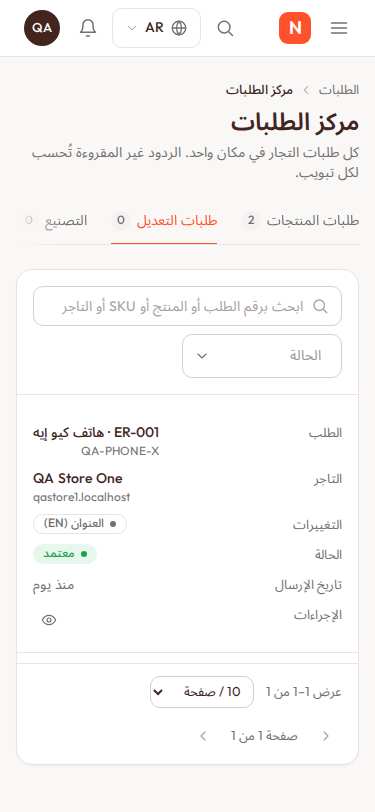 N
AR
QA
الطلبات
مركز الطلبات
مركز الطلبات
كل طلبات التجار في مكان واحد. الردود غير المقروءة تُحسب
لكل تبويب.
طلبات المنتجات 2
طلبات التعديل 0
التصنيع 0
ابحث برقم الطلب أو المنتج أو SKU أو التاجر
الحالة
الطلب
ER-001 · هاتف كيو إيه
QA-PHONE-X
التاجر
QA Store One
qastore1.localhost
التغييرات
العنوان (EN)
الحالة
معتمد
تاريخ الإرسال
منذ يوم
الإجراءات
عرض 1–1 من 1
10 / صفحة
صفحة 1 من 1